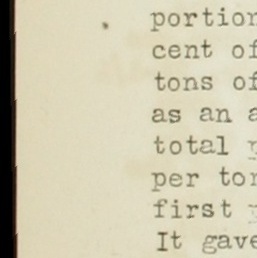 portion
cent of
tons of
as an a
total p
per ton
first p
It gave